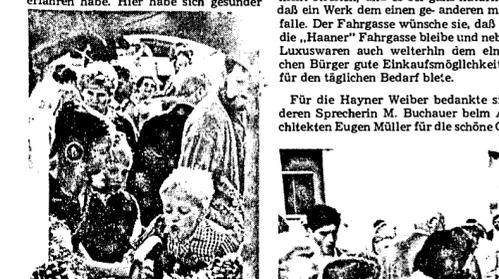 erfahren habe. Hier habe sich gesunder
daß ein Werk dem einen ge- anderen
falle. Der Fahrgasse wünsche sie, daß
die „Haaner" Fahrgasse bleibe und
Luxuswaren auch weiterhin dem
chen Bürger gute Einkaufsmöglichkeit
für den täglichen Bedarf biete.
Für die Hayner Weiber bedankte
deren Sprecherin M. Buchauer beim
chitekten Eugen Müller für die schöne